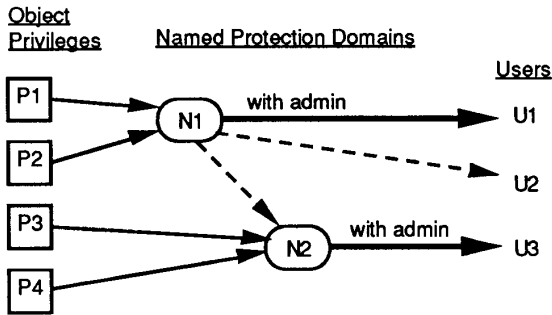 Object
Privileges
Named Protection Domains
Users
P1
with admin
N1
U1
P2
U2
P3
with admin
N2
U3
P4